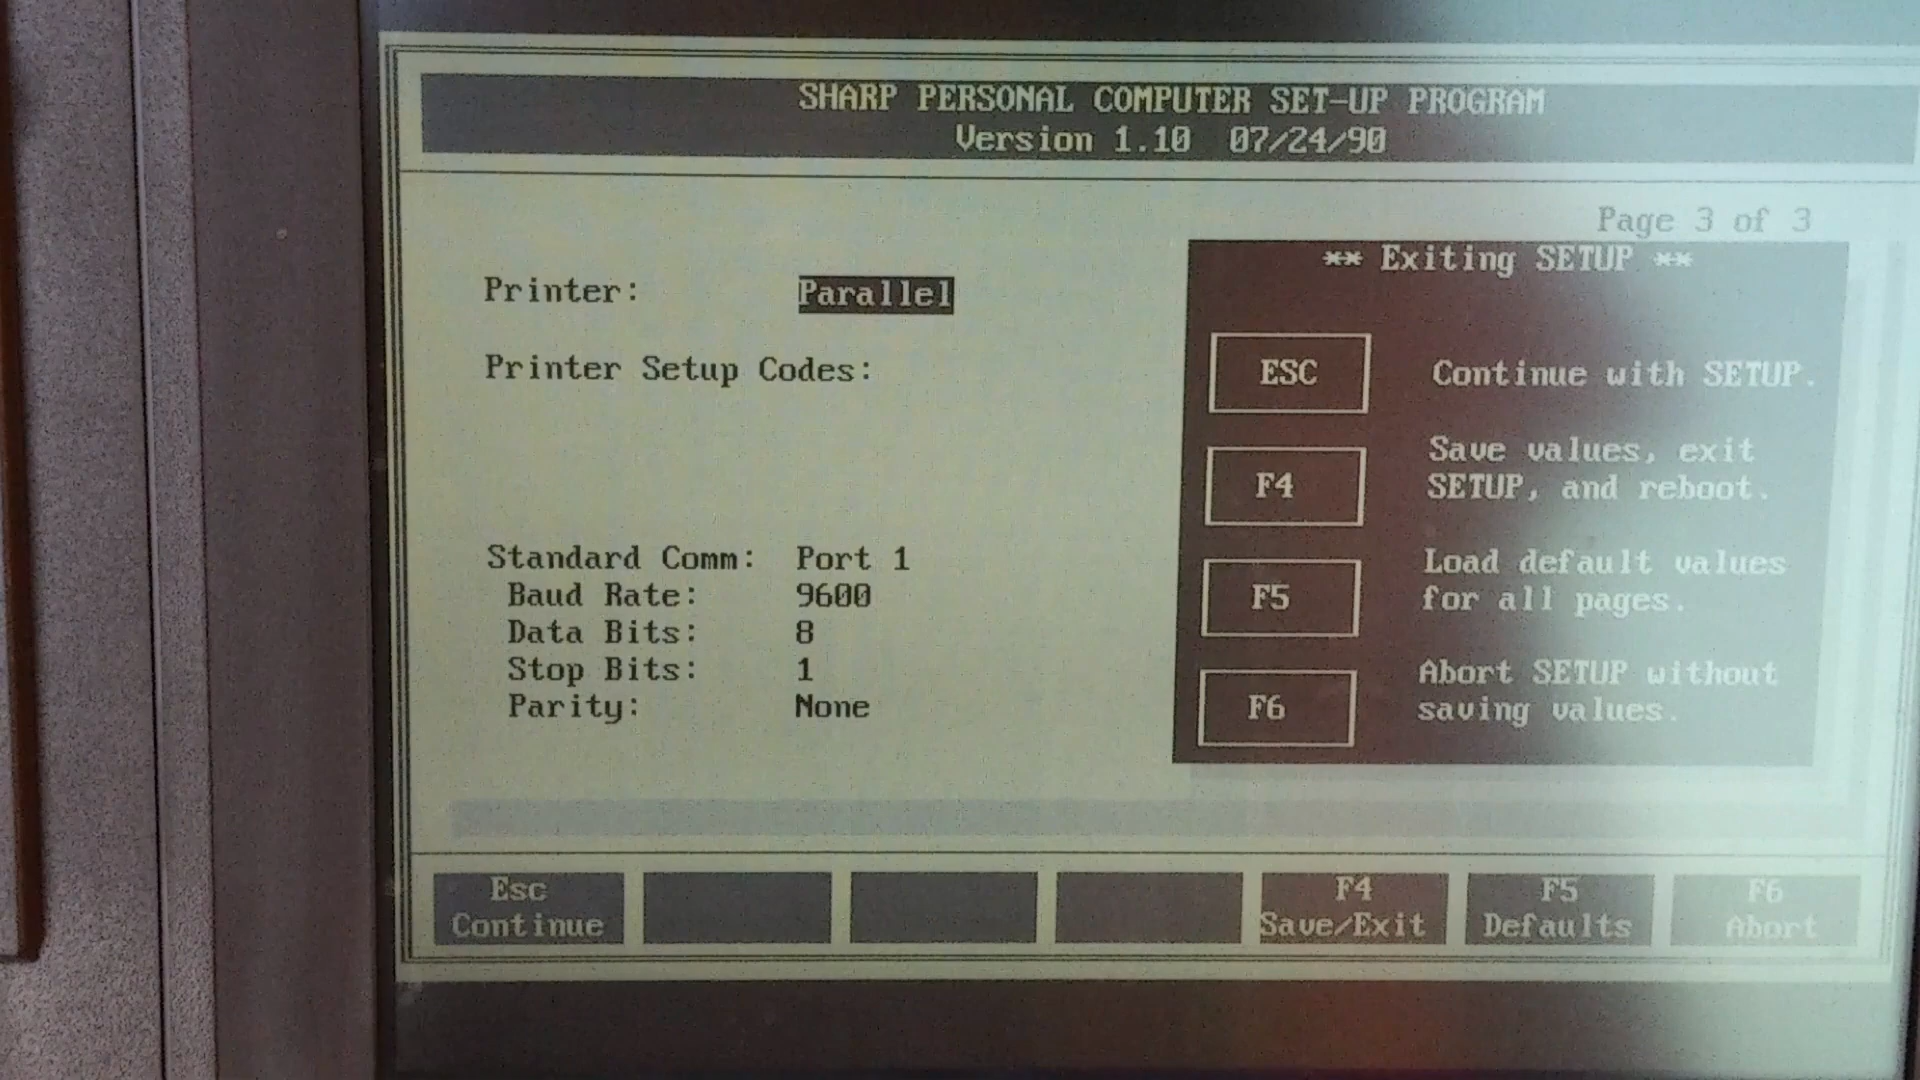 SHARP PERSONAL COMPUTER SET-UP PROGRAM
Version 1.10 07/24/90
Page 3 of 3
Printer: Parallel
Printer Setup Codes:
Standard Comm: Port 1
Baud Rate: 9600
Data Bits: 8
Stop Bits: 1
Parity: None
** Exiting SETUP **
ESC Continue with SETUP.
F4 Save values, exit
SETUP, and reboot.
F5 Load default values
for all pages.
F6 Abort SETUP without
saving values.
Esc
Continue
F4
Save/Exit
F5
Defaults
F6
Abort